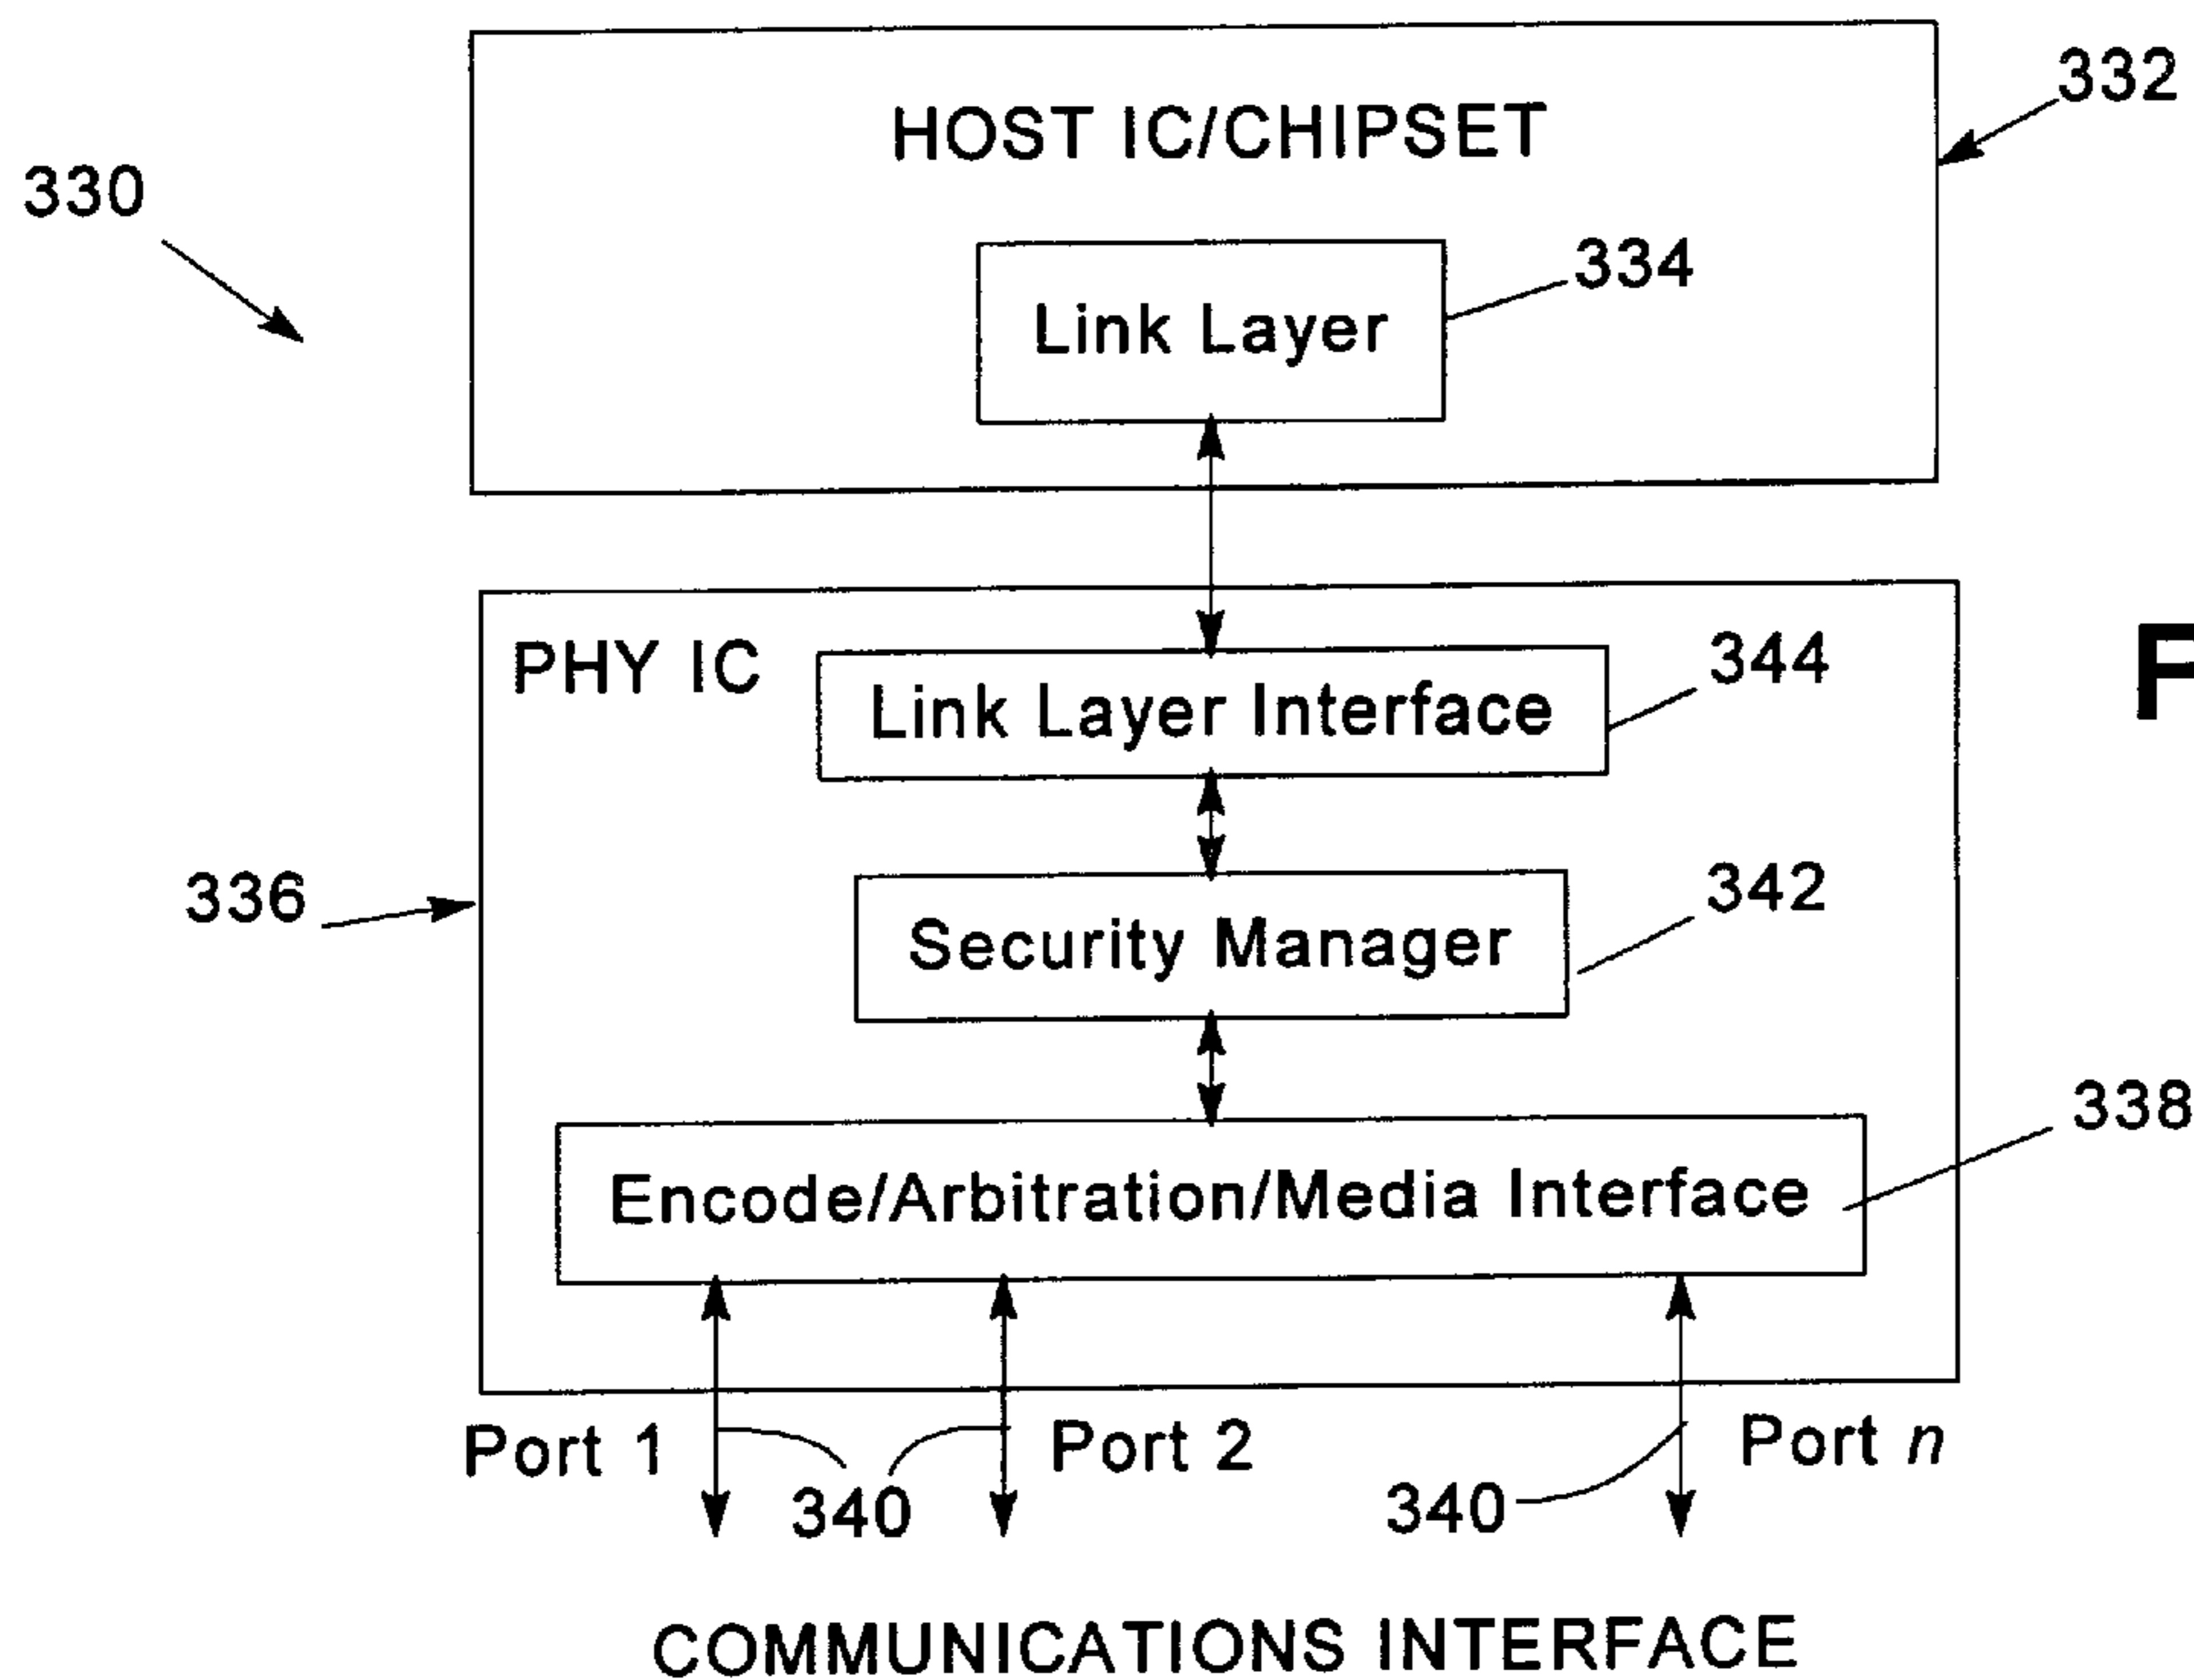 HOST IC/CHIPSET
332
330
334
Link Layer
PHY IC
344
Link Layer Interface
F
336
342
Security Manager
338
Encode/Arbitration/Media Interface
Port 1
Port 2
Port n
340
340
COMMUNICATIONS INTERFACE